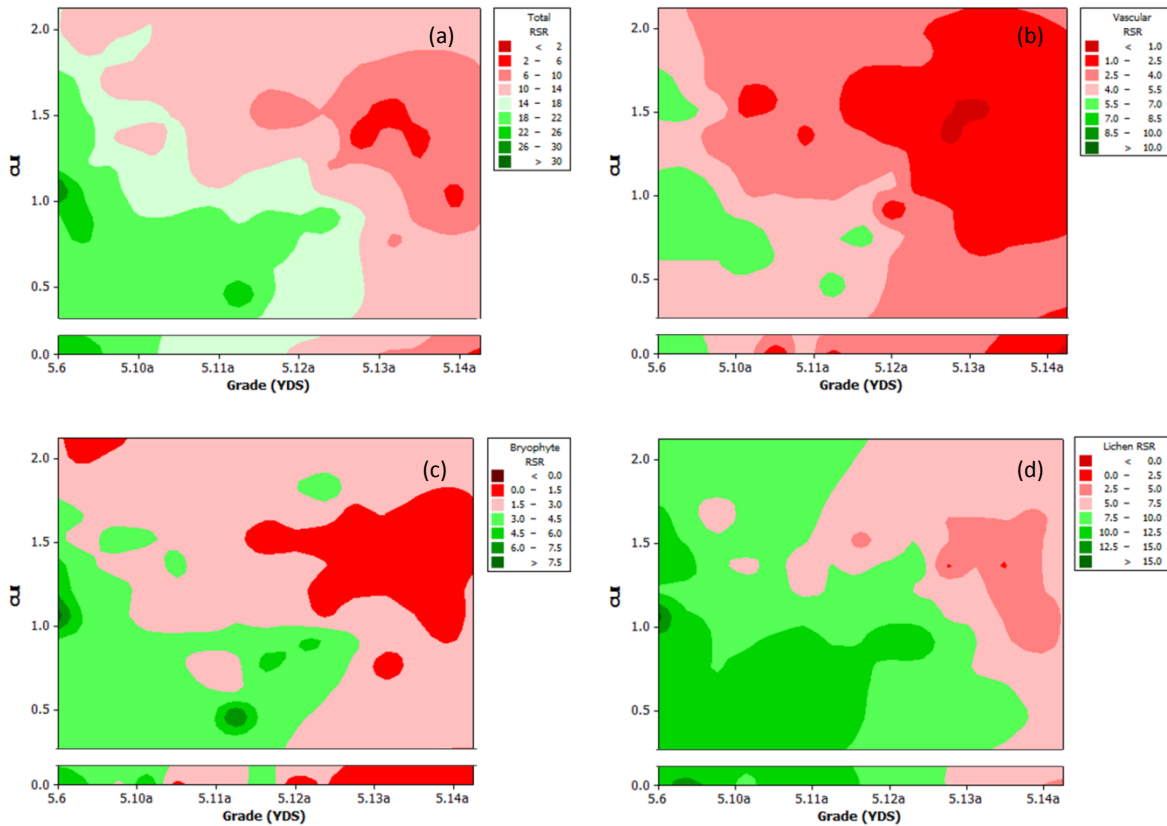 (a)
Total
RSR
< 2
2 – 6
6 – 10
10 – 14
14 – 18
18 – 22
22 – 26
26 – 30
> 30
2.0
1.5
1.0
0.5
0.0
CUI
5.6 5.10a 5.11a 5.12a 5.13a 5.14a
Grade (YDS)
(b)
Vascular
RSR
< 1.0
1.0 – 2.5
2.5 – 4.0
4.0 – 5.5
5.5 – 7.0
7.0 – 8.5
8.5 – 10.0
> 10.0
2.0
1.5
1.0
0.5
0.0
CUI
5.6 5.10a 5.11a 5.12a 5.13a 5.14a
Grade (YDS)
(c)
Bryophyte
RSR
< 0.0
0.0 – 1.5
1.5 – 3.0
3.0 – 4.5
4.5 – 6.0
6.0 – 7.5
> 7.5
2.0
1.5
1.0
0.5
0.0
CUI
5.6 5.10a 5.11a 5.12a 5.13a 5.14a
Grade (YDS)
(d)
Lichen RSR
< 0.0
0.0 – 2.5
2.5 – 5.0
5.0 – 7.5
7.5 – 10.0
10.0 – 12.5
12.5 – 15.0
> 15.0
2.0
1.5
1.0
0.5
0.0
CUI
5.6 5.10a 5.11a 5.12a 5.13a 5.14a
Grade (YDS)